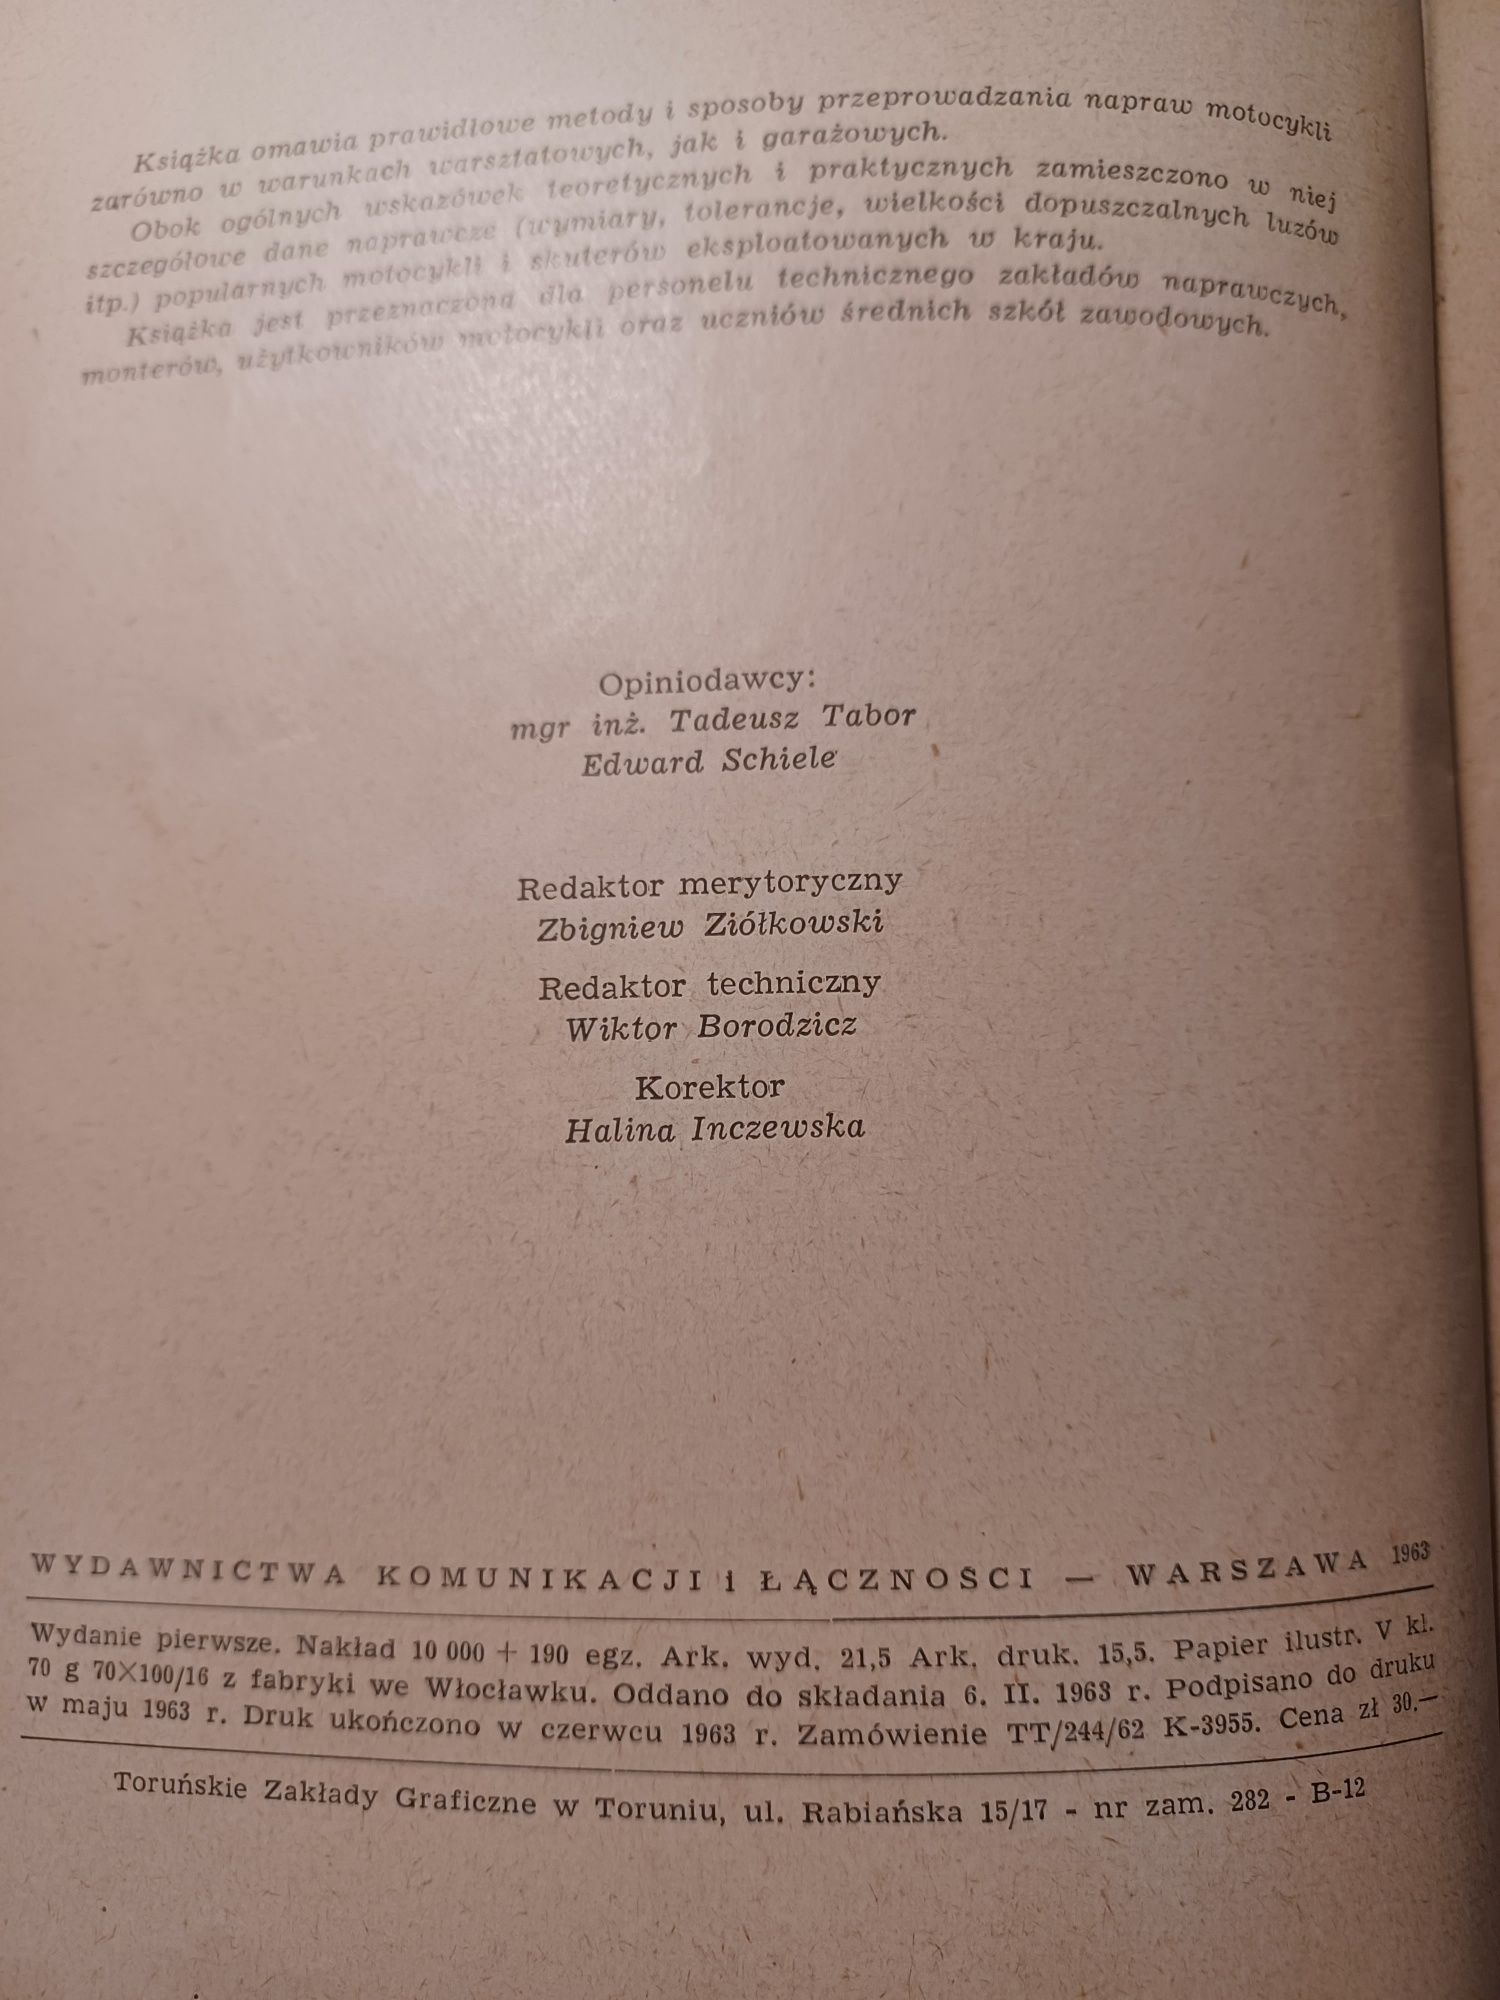 Książka omawia prawidłowe metody i sposoby przeprowadzania napraw motocykli
zarówno w warunkach warsztatowych, jak i garażowych.
Obok ogólnych wskazówek teoretycznych i praktycznych zamieszczono w niej
szczegółowe dane naprawcze (wymiary, tolerancje, wielkości dopuszczalnych luzów
itp.) popularnych motocykli i skuterów eksploatowanych w kraju.
Książka jest przeznaczona dla personelu technicznego zakładów naprawczych,
monterów, użytkowników motocykli oraz uczniów średnich szkół zawodowych.
Opiniodawcy:
mgr inż. Tadeusz Tabor
Edward Schiele
Redaktor merytoryczny
Zbigniew Ziółkowski
Redaktor techniczny
Wiktor Borodzicz
Korektor
Halina Inczewska
WYDAWNICTWA KOMUNIKACJI i ŁĄCZNOŚCI — WARSZAWA 1963
Wydanie pierwsze. Nakład 10 000 + 190 egz. Ark. wyd. 21,5 Ark. druk. 15,5. Papier ilustr. V kl.
70 g 70×100/16 z fabryki we Włocławku. Oddano do składania 6. II. 1963 r. Podpisano do druku
w maju 1963 r. Druk ukończono w czerwcu 1963 r. Zamówienie TT/244/62 K-3955. Cena zł 30.—
Toruńskie Zakłady Graficzne w Toruniu, ul. Rabiańska 15/17 - nr zam. 282 - B-12